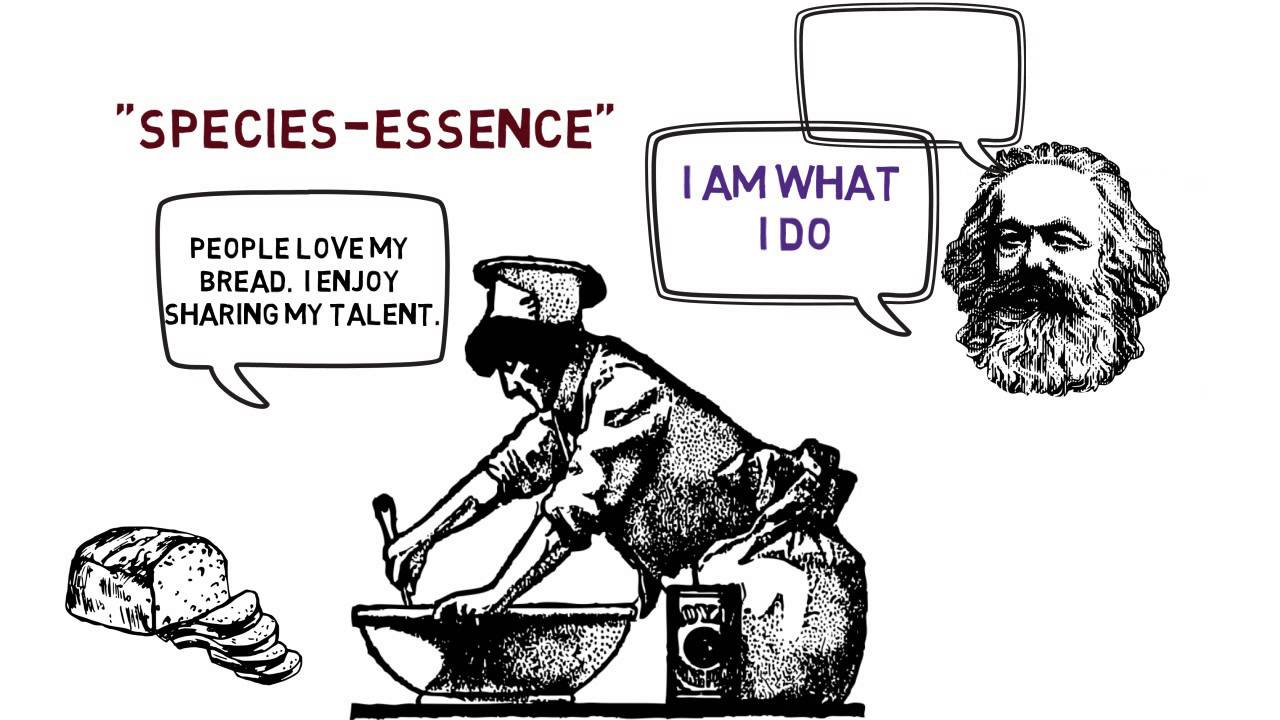 "SPECIES-ESSENCE"
I AM WHAT
I DO
PEOPLE LOVE MY
BREAD. I ENJOY
SHARING MY TALENT.